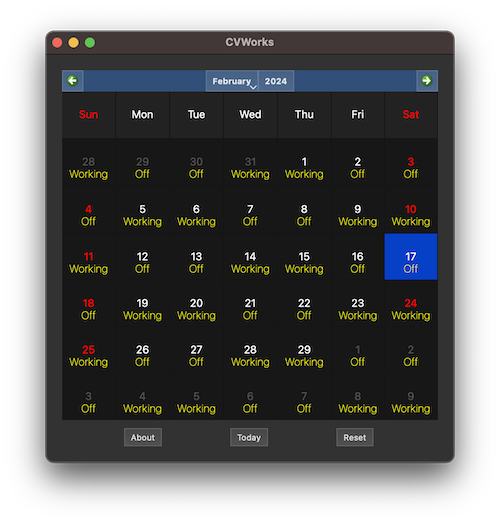 CVWorks
February 2024
Sun Mon Tue Wed Thu Fri Sat
28 29 30 31 1 2 3
Working Off Off Working Working Off Off
4 5 6 7 8 9 10
Off Working Working Off Off Working Working
11 12 13 14 15 16 17
Working Off Off Working Working Off Off
18 19 20 21 22 23 24
Off Working Working Off Off Working Working
25 26 27 28 29 1 2
Working Off Off Working Working Off Off
3 4 5 6 7 8 9
Off Working Working Off Off Working Working
About Today Reset